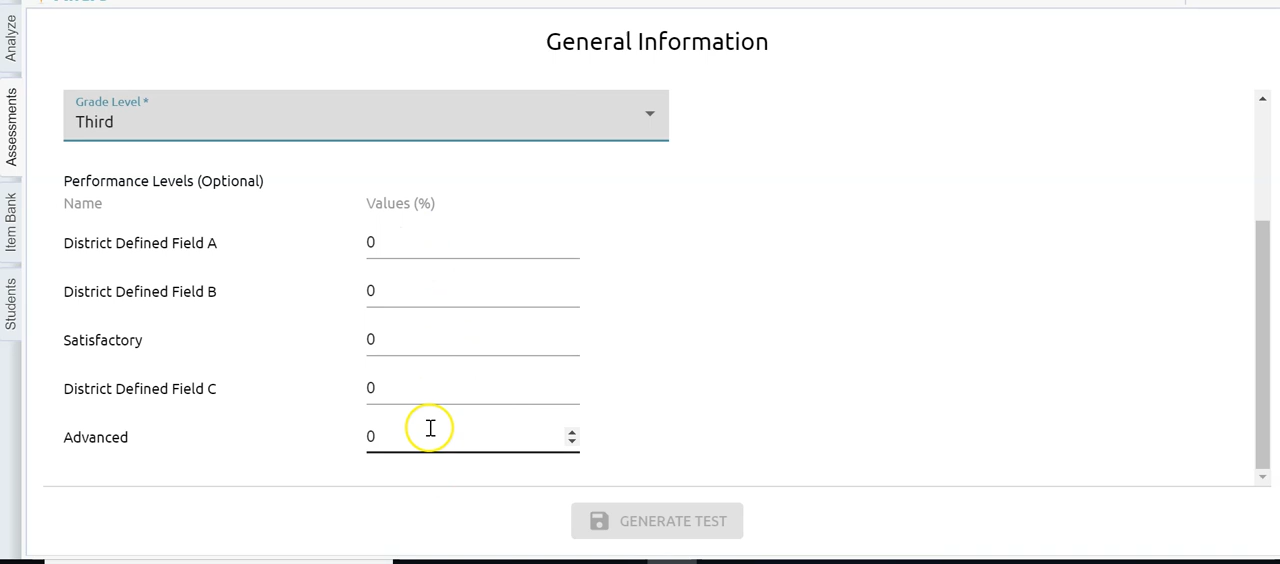 General Information
Analyze
Assessments
Item Bank
Students
Grade Level *
Third
Performance Levels (Optional)
Name Values (%)
District Defined Field A 0
District Defined Field B 0
Satisfactory 0
District Defined Field C 0
Advanced 0
GENERATE TEST